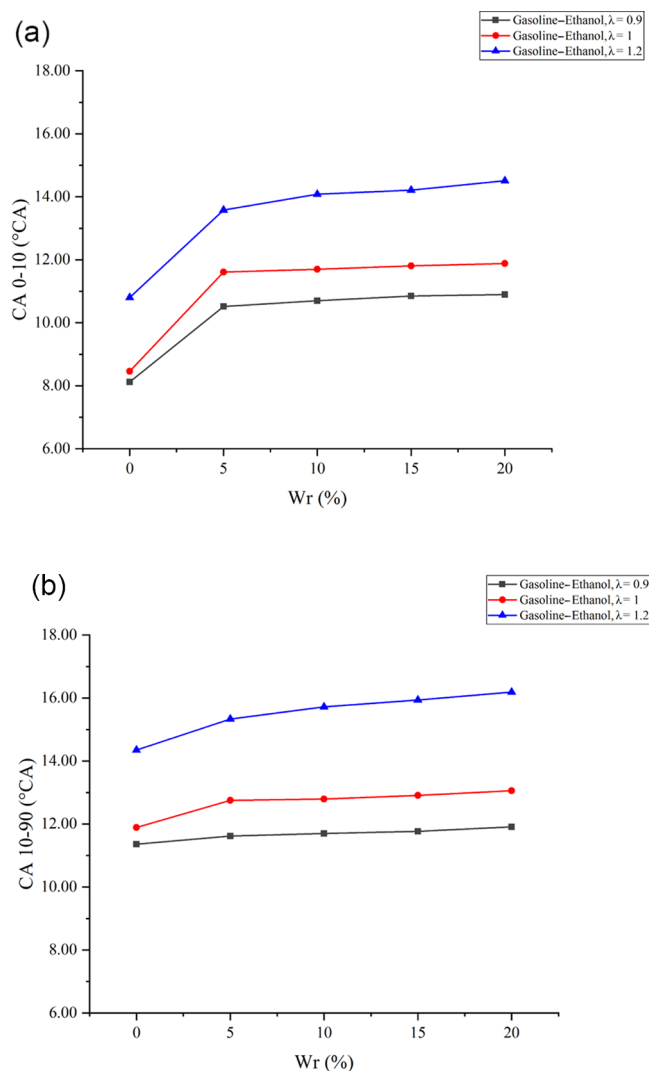 (a)
Gasoline–Ethanol, λ = 0.9
Gasoline–Ethanol, λ = 1
Gasoline–Ethanol, λ = 1.2
18.00
16.00
14.00
12.00
10.00
8.00
6.00
CA 0-10 (°CA)
0 5 10 15 20
Wr (%)
(b)
Gasoline–Ethanol, λ = 0.9
Gasoline–Ethanol, λ = 1
Gasoline–Ethanol, λ = 1.2
18.00
16.00
14.00
12.00
10.00
8.00
6.00
CA 10-90 (°CA)
0 5 10 15 20
Wr (%)